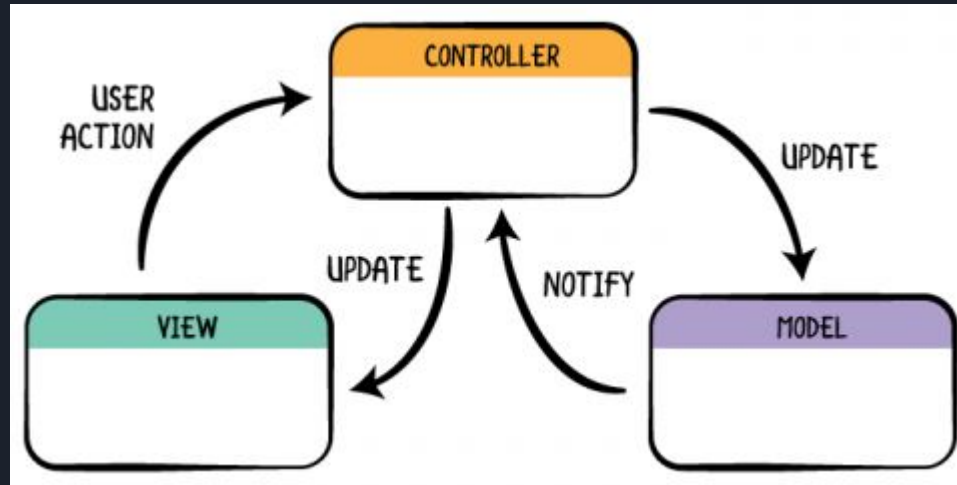 CONTROLLER
USER
ACTION
UPDATE
UPDATE
NOTIFY
VIEW
MODEL